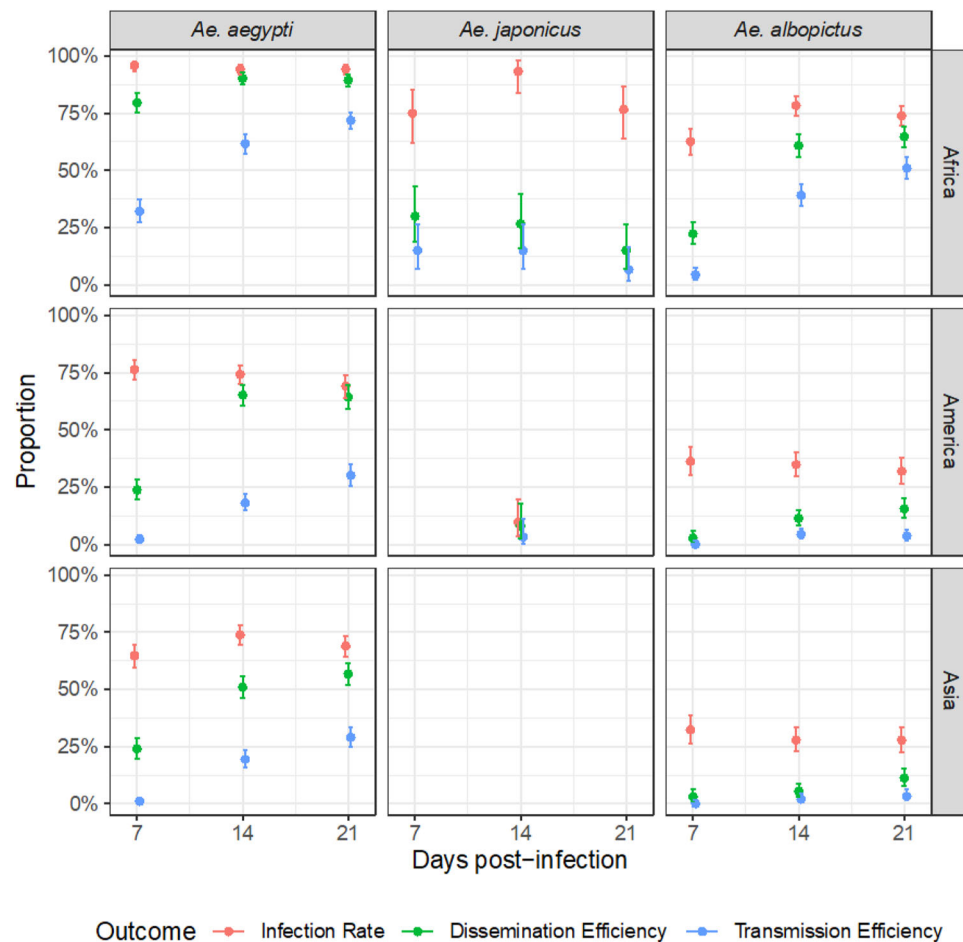 Ae. aegypti Ae. japonicus Ae. albopictus
100%
75%
50%
25%
0%
Africa
100%
75%
50%
25%
0%
America
100%
75%
50%
25%
0%
Asia
Proportion
7 14 21 7 14 21 7 14 21
Days post-infection
Outcome Infection Rate Dissemination Efficiency Transmission Efficiency